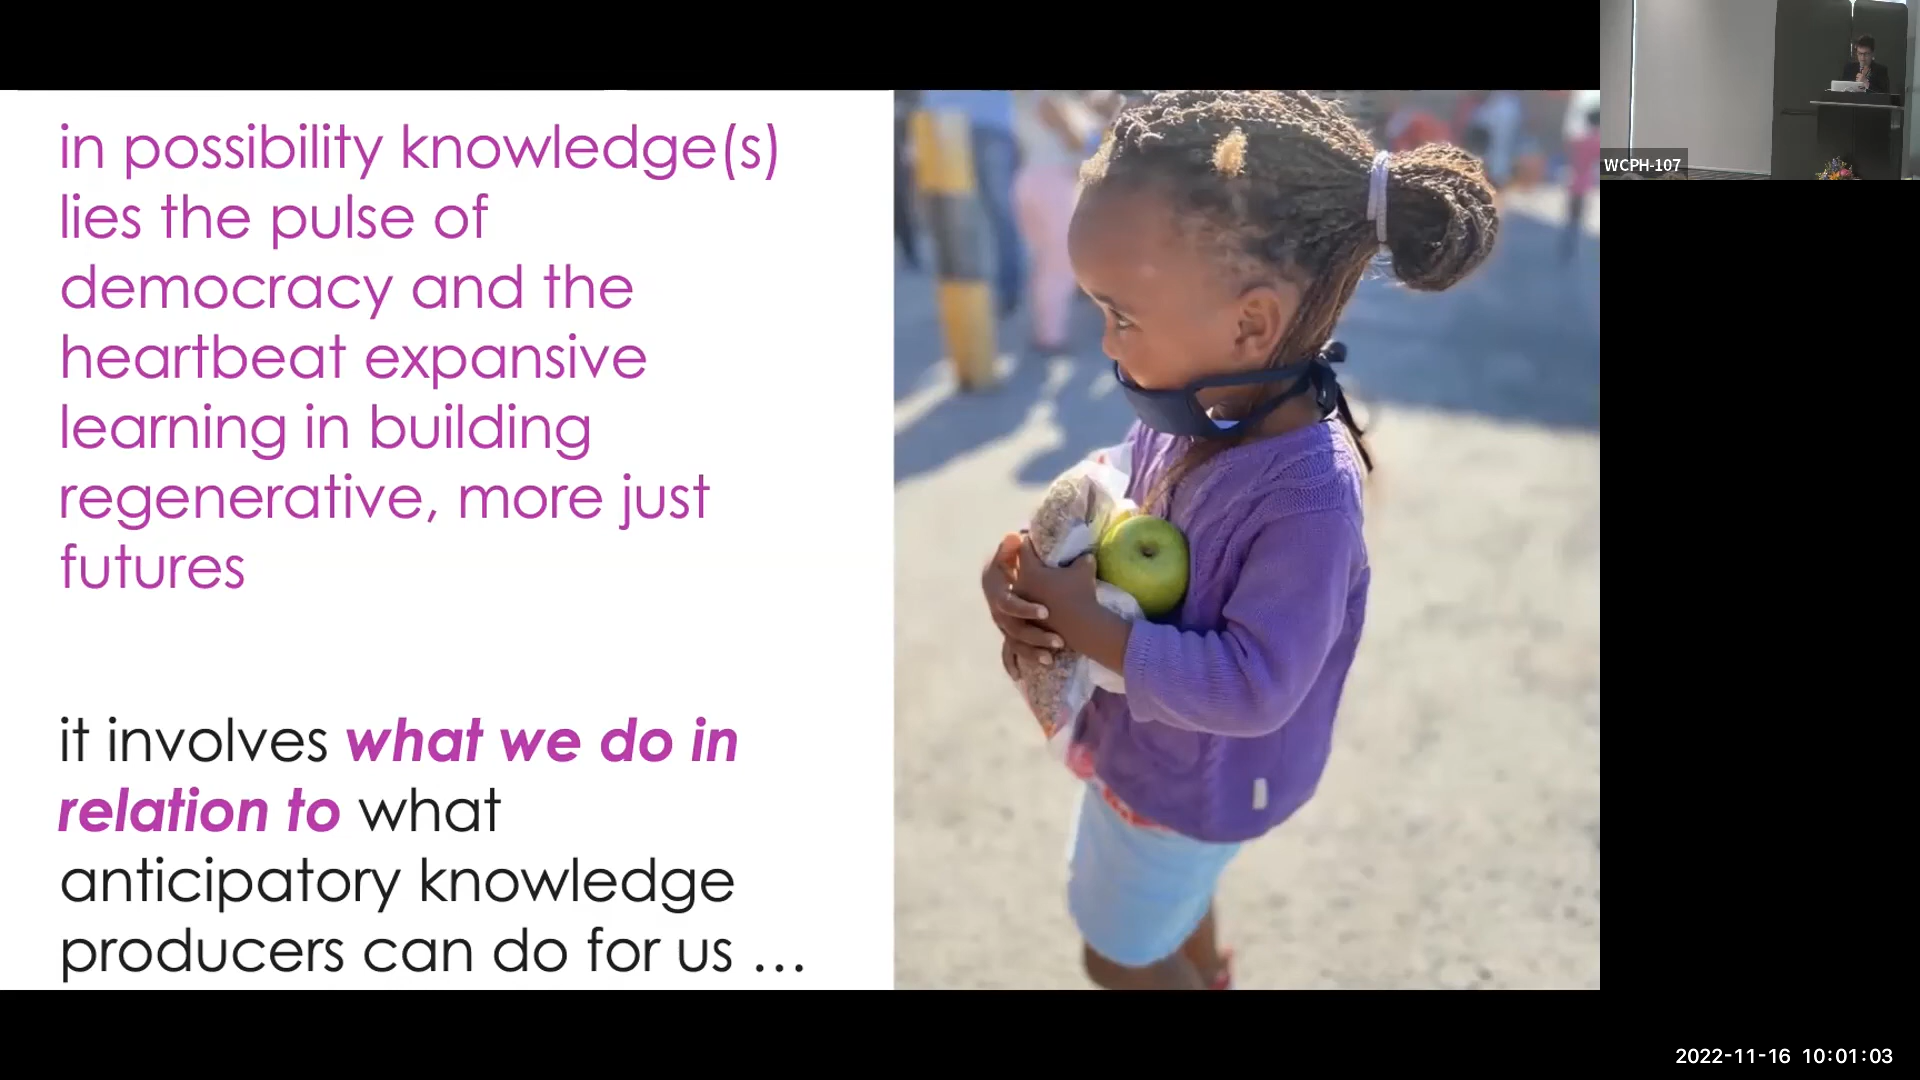 in possibility knowledge(s)
lies the pulse of
democracy and the
heartbeat expansive
learning in building
regenerative, more just
futures
it involves what we do in
relation to what
anticipatory knowledge
producers can do for us …
WCPH-107
2022-11-16 10:01:03